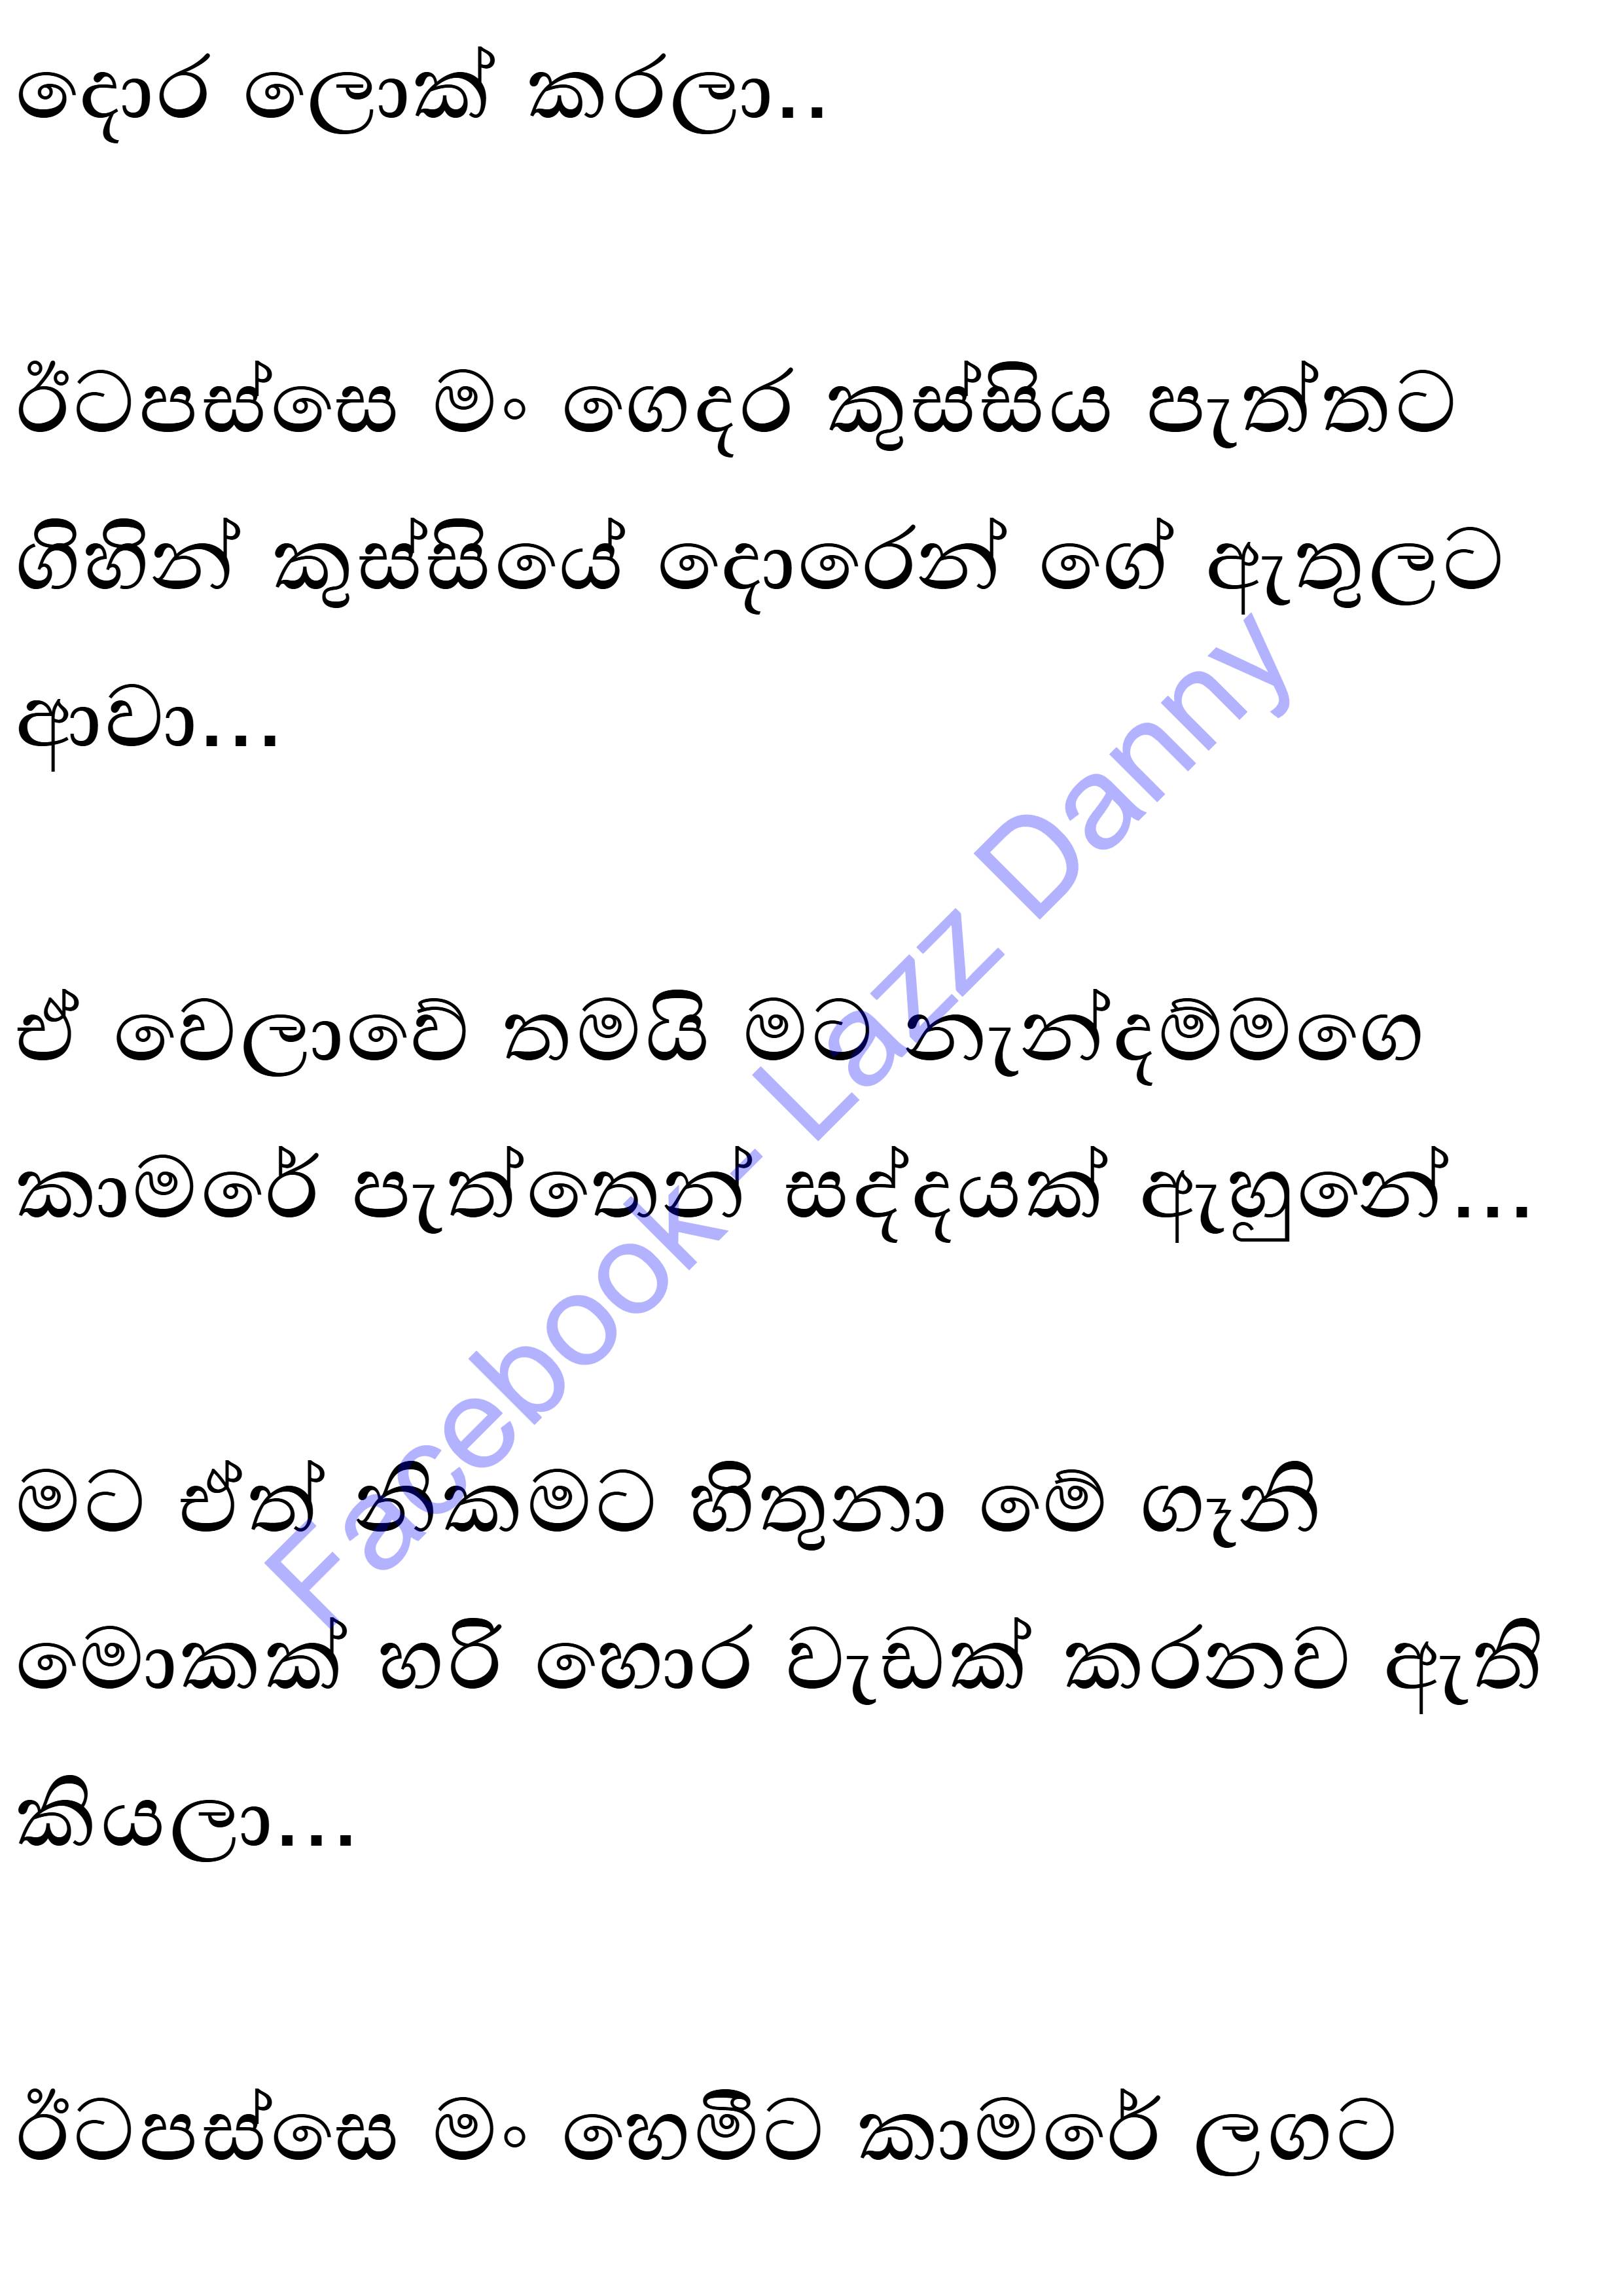 දොර ලොක් කරලා..
ඊටපස්සෙ මං ගෙදර කුස්සිය පැත්තට
ගිහින් කුස්සියේ දොරෙන් ගේ ඇතුලට
ආවා...
ඒ වෙලාවේ තමයි මට නැන්දම්මගෙ
කාමරේ පැත්තෙන් සද්දයක් ඇහුනේ...
මට ඒත් නිකමට හිතුනා මේ ගෑනි
මොකක් හරි හොර වැඩක් කරනව ඇති
කියලා...
ඊටපස්සෙ මං හෙමීට කාමරේ ලගට
Facebook- Lazz Danny